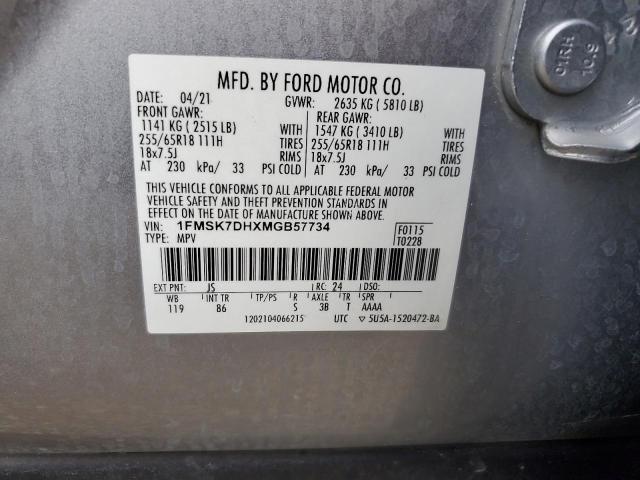 MFD. BY FORD MOTOR CO.
DATE: 04/21 GVWR: 2635 KG ( 5810 LB)
FRONT GAWR: REAR GAWR:
1141 KG ( 2515 LB) WITH 1547 KG ( 3410 LB) WITH
255/65R18 111H TIRES 255/65R18 111H TIRES
18x7.5J RIMS 18x7.5J RIMS
AT 230 kPa/ 33 PSI COLD AT 230 kPa/ 33 PSI COLD
THIS VEHICLE CONFORMS TO ALL APPLICABLE FEDERAL MOTOR
VEHICLE SAFETY AND THEFT PREVENTION STANDARDS IN
EFFECT ON THE DATE OF MANUFACTURE SHOWN ABOVE.
VIN: 1FMSK7DHXMGB57734 F0115
TYPE: MPV T0228
EXT PNT: JS RC: 24 DSO:
WB INT TR TP/PS R AXLE TR SPR
119 86 S 3B T AAAA
1202104066215 UTC 5U5A-1520472-BA
01RH
10.9